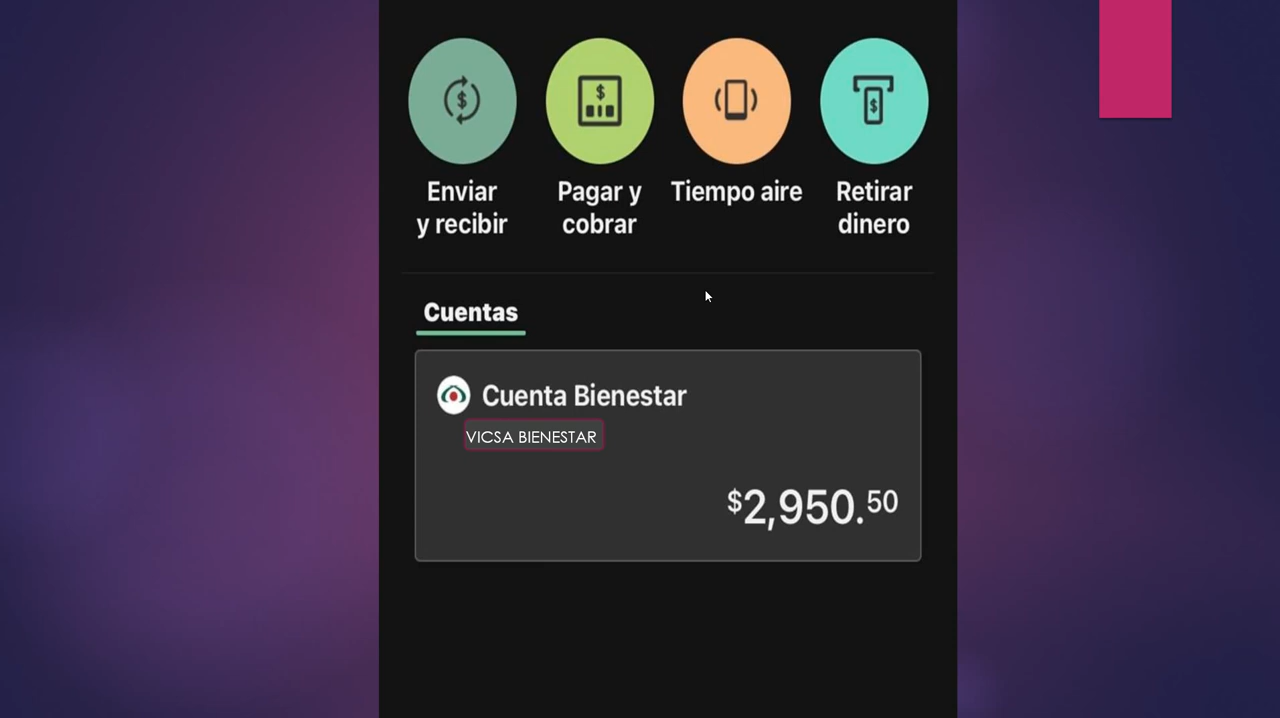 Enviar
y recibir
Pagar y
cobrar
Tiempo aire
Retirar
dinero
Cuentas
Cuenta Bienestar
VICSA BIENESTAR
$2,950.50